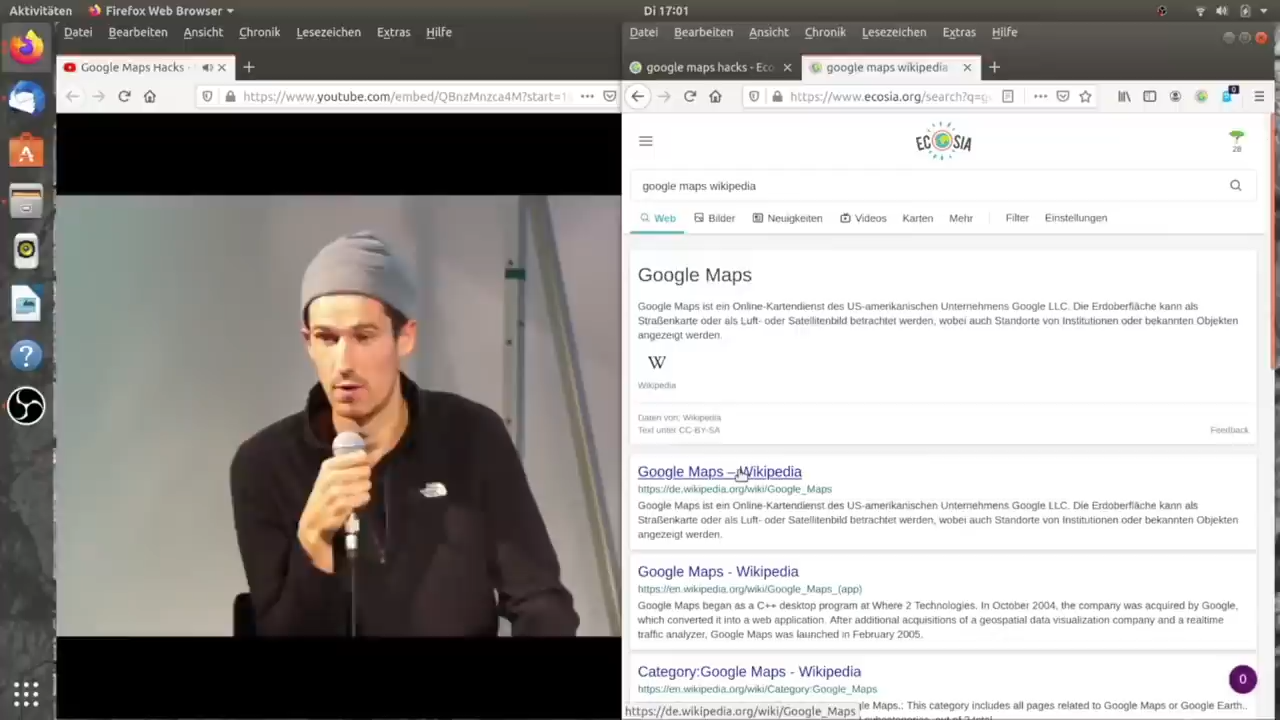 Aktivitäten
Firefox Web Browser
Di 17:01
Datei Bearbeiten Ansicht Chronik Lesezeichen Extras Hilfe
Google Maps Hacks -
https://www.youtube.com/embed/QBnzMnzca4M?start=1
Datei Bearbeiten Ansicht Chronik Lesezeichen Extras Hilfe
google maps hacks - Eco
google maps wikipedia
https://www.ecosia.org/search?q=g
0
ECOSIA
28
google maps wikipedia
Web Bilder Neuigkeiten Videos Karten Mehr Filter Einstellungen
Google Maps
Google Maps ist ein Online-Kartendienst des US-amerikanischen Unternehmens Google LLC. Die Erdoberfläche kann als
Straßenkarte oder als Luft- oder Satellitenbild betrachtet werden, wobei auch Standorte von Institutionen oder bekannten Objekten
angezeigt werden.
W
Wikipedia
Daten von: Wikipedia
Text unter CC-BY-SA
Feedback
Google Maps – Wikipedia
https://de.wikipedia.org/wiki/Google_Maps
Google Maps ist ein Online-Kartendienst des US-amerikanischen Unternehmens Google LLC. Die Erdoberfläche kann als
Straßenkarte oder als Luft- oder Satellitenbild betrachtet werden, wobei auch Standorte von Institutionen oder bekannten Objekten
angezeigt werden.
Google Maps - Wikipedia
https://en.wikipedia.org/wiki/Google_Maps_(app)
Google Maps began as a C++ desktop program at Where 2 Technologies. In October 2004, the company was acquired by Google,
which converted it into a web application. After additional acquisitions of a geospatial data visualization company and a realtime
traffic analyzer, Google Maps was launched in February 2005.
Category:Google Maps - Wikipedia
https://en.wikipedia.org/wiki/Category:Google_Maps
s.: This category includes all pages related to Google Maps or Google Earth..
0
https://de.wikipedia.org/wiki/Google_Maps